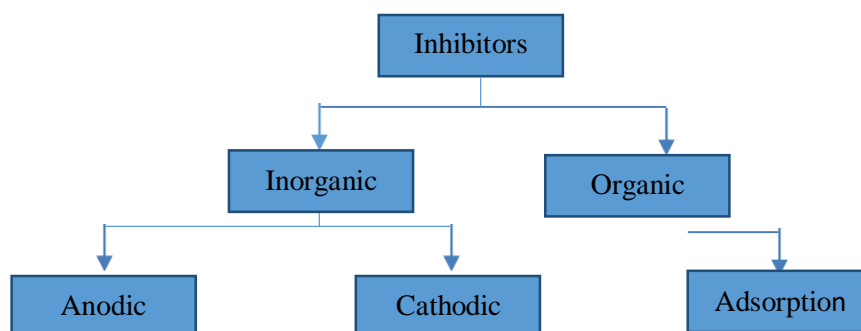 Inhibitors
Inorganic
Organic
Anodic
Cathodic
Adsorption